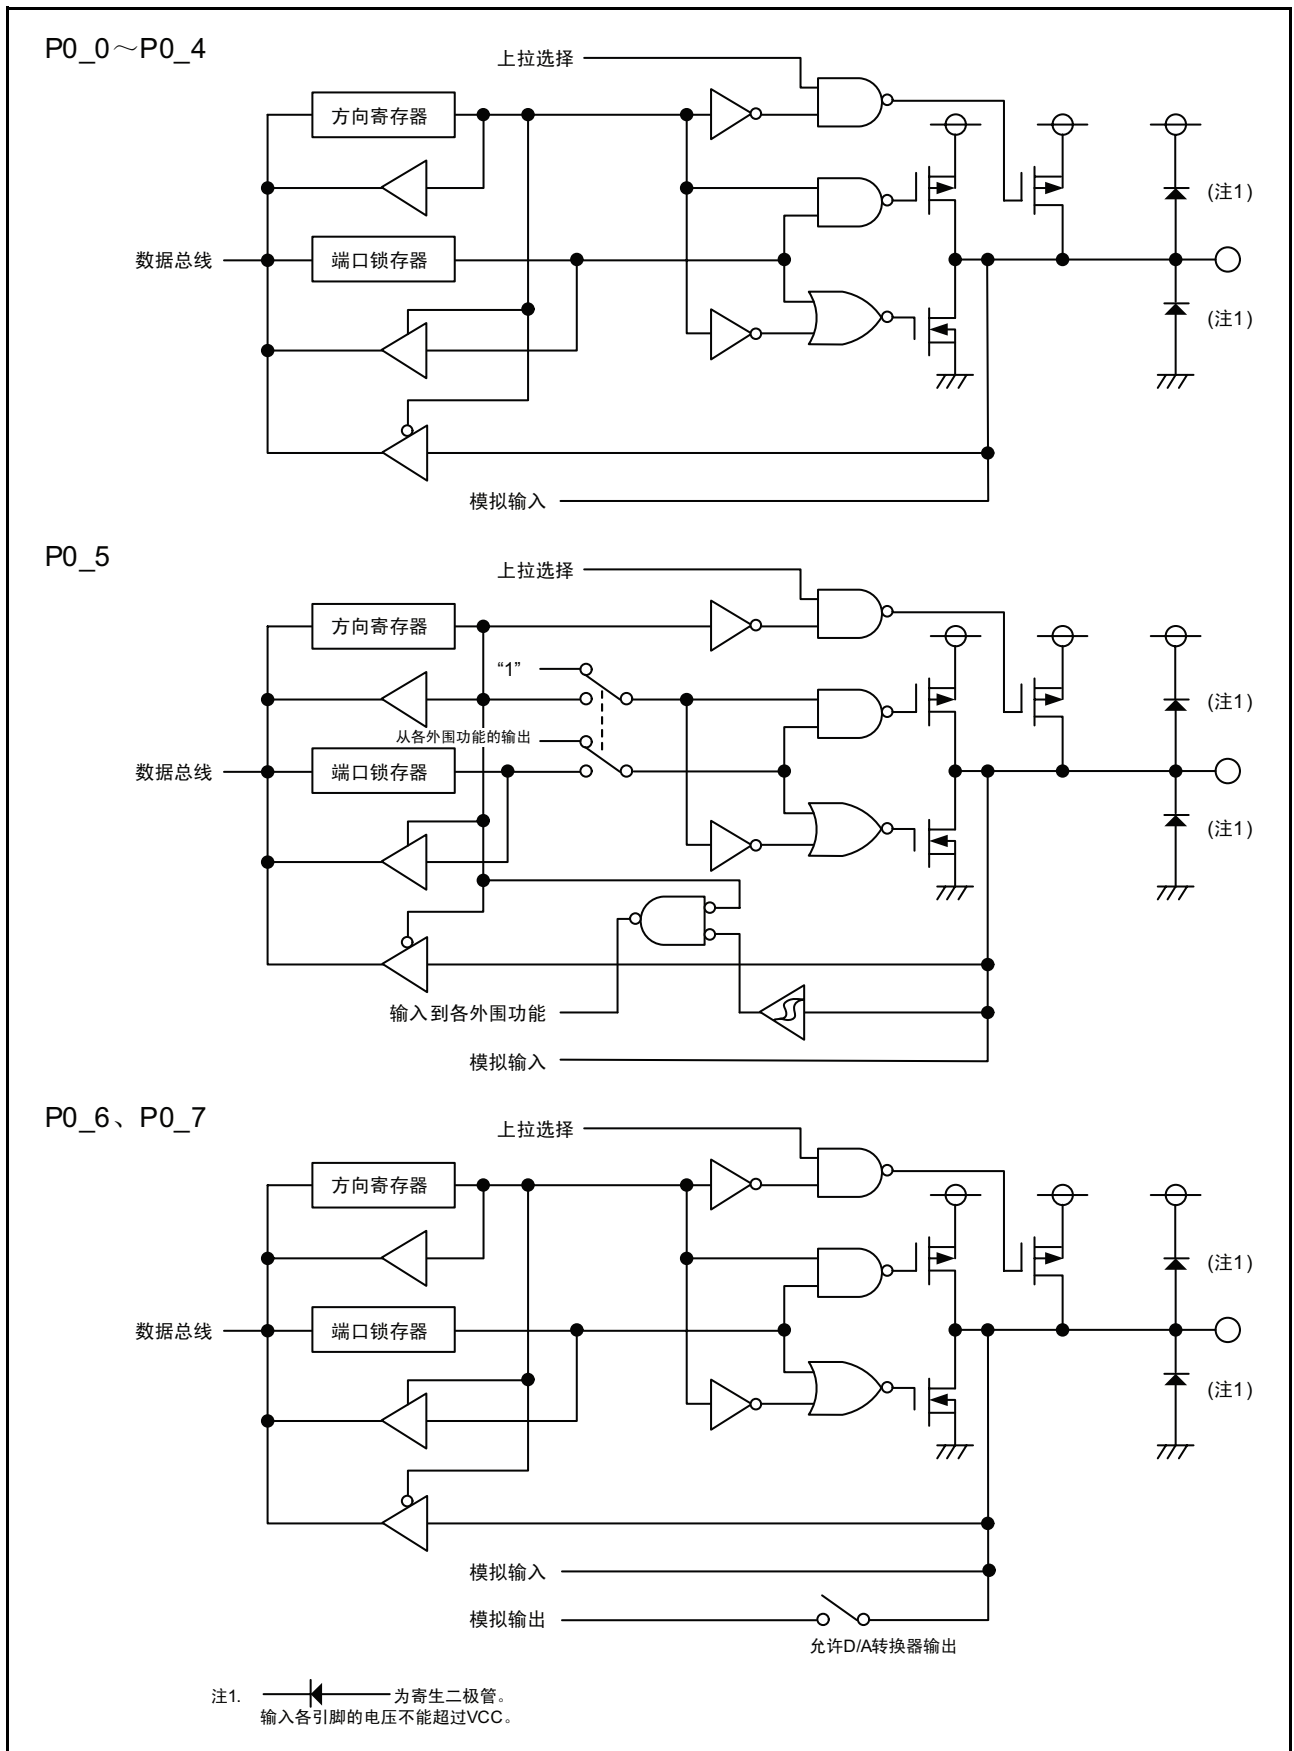 P0_0～P0_4
上拉选择
方向寄存器
(注1)
数据总线
端口锁存器
(注1)
模拟输入
P0_5
上拉选择
方向寄存器
“1”
(注1)
从各外围功能的输出
数据总线
端口锁存器
(注1)
输入到各外围功能
模拟输入
P0_6、P0_7
上拉选择
方向寄存器
(注1)
数据总线
端口锁存器
(注1)
模拟输入
模拟输出
允许D/A转换器输出
注1. 为寄生二极管。
输入各引脚的电压不能超过VCC。